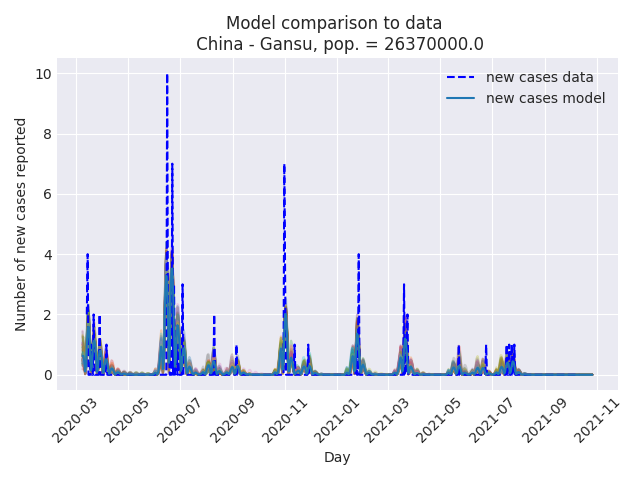 Model comparison to data
China - Gansu, pop. = 26370000.0
new cases data
new cases model
Number of new cases reported
10
8
6
4
2
0
2020-03
2020-05
2020-07
2020-09
2020-11
2021-01
2021-03
2021-05
2021-07
2021-09
2021-11
Day